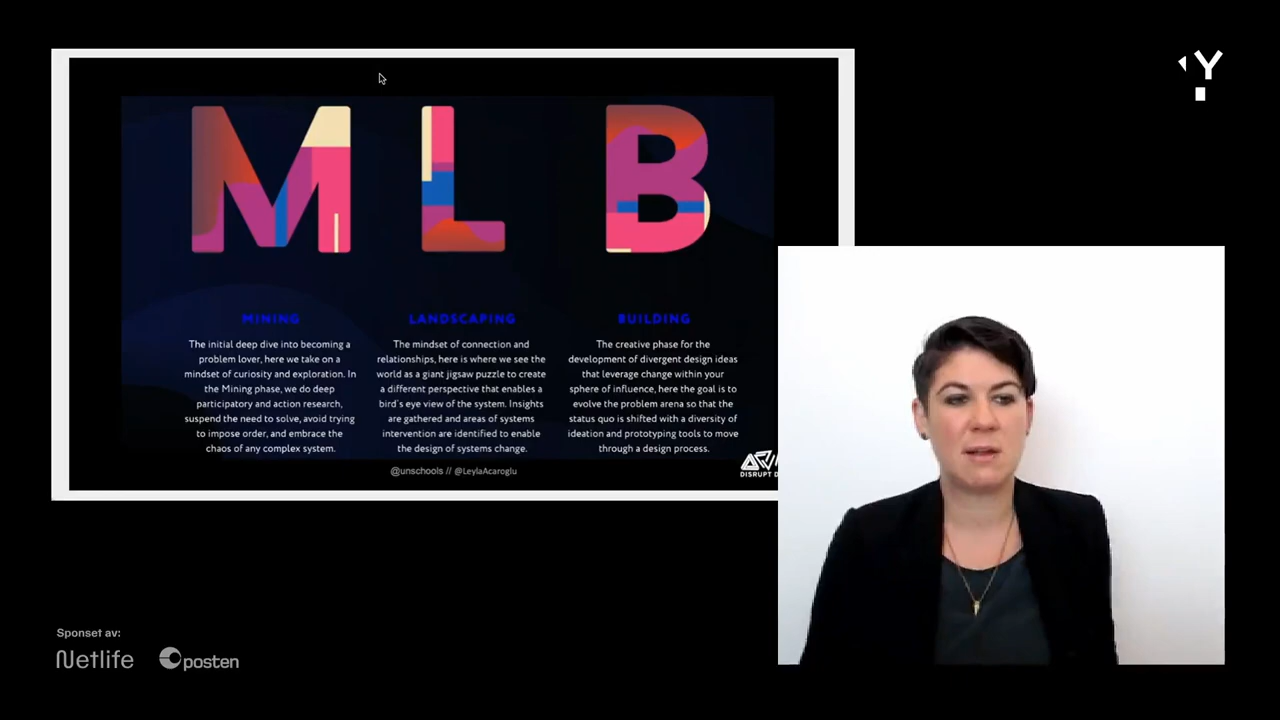 M L B
MINING
The initial deep dive into becoming a
problem lover, here we take on a
mindset of curiosity and exploration. In
the Mining phase, we do deep
participatory and action research,
suspend the need to solve, avoid trying
to impose order, and embrace the
chaos of any complex system.
LANDSCAPING
The mindset of connection and
relationships, here is where we see the
world as a giant jigsaw puzzle to create
a different perspective that enables a
bird's eye view of the system. Insights
are gathered and areas of systems
intervention are identified to enable
the design of systems change.
BUILDING
The creative phase for the
development of divergent design ideas
that leverage change within your
sphere of influence, here the goal is to
evolve the problem arena so that the
status quo is shifted with a diversity of
ideation and prototyping tools to move
through a design process.
@unschools // @LeylaAcaroglu
DISRUPT D
Y
Sponset av:
Netlife
posten